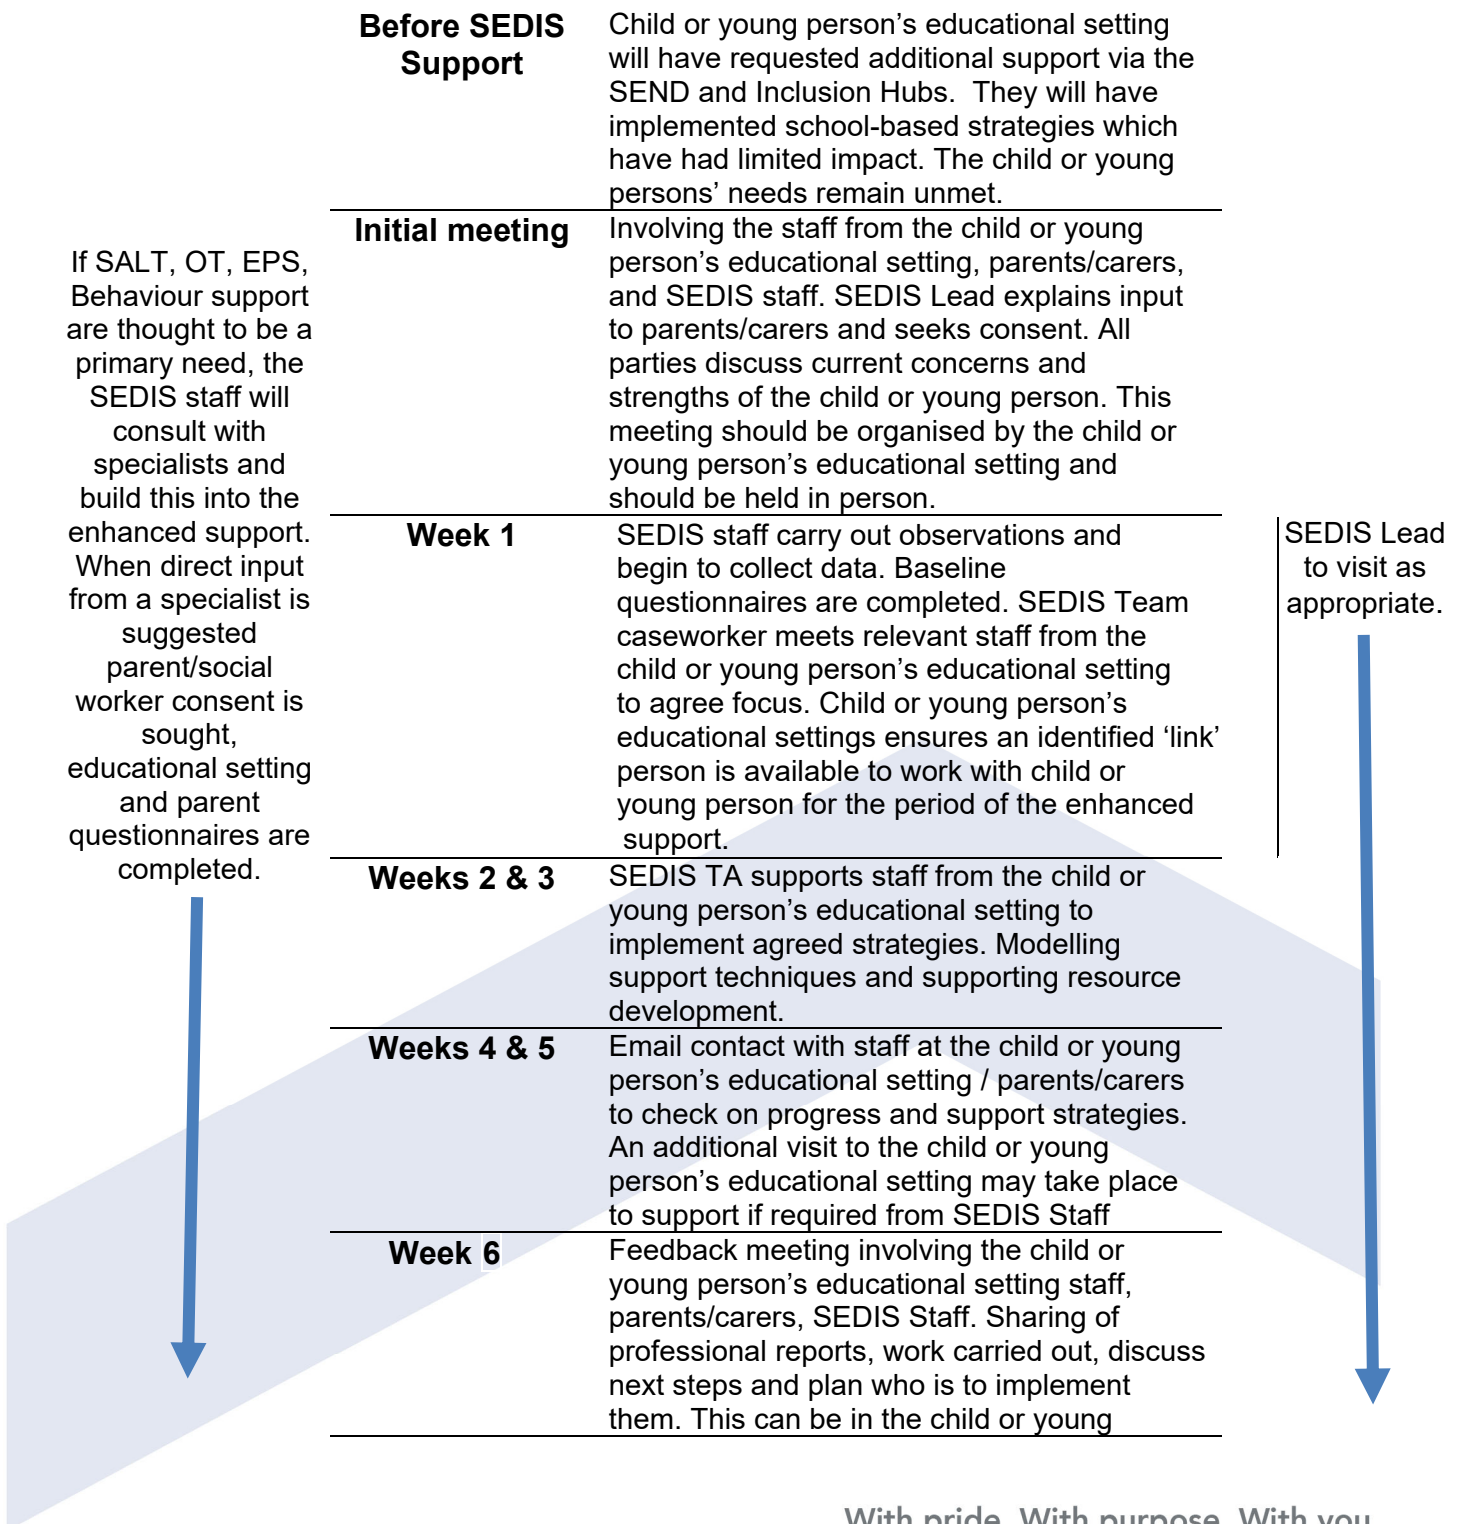 Before SEDIS
Support
Child or young person’s educational setting
will have requested additional support via the
SEND and Inclusion Hubs.  They will have
implemented school-based strategies which
have had limited impact. The child or young
persons’ needs remain unmet.
If SALT, OT, EPS,
Behaviour support
are thought to be a
primary need, the
SEDIS staff will
consult with
specialists and
build this into the
enhanced support.
When direct input
from a specialist is
suggested
parent/social
worker consent is
sought,
educational setting
and parent
questionnaires are
completed.
Initial meeting
Involving the staff from the child or young
person’s educational setting, parents/carers,
and SEDIS staff. SEDIS Lead explains input
to parents/carers and seeks consent. All
parties discuss current concerns and
strengths of the child or young person. This
meeting should be organised by the child or
young person’s educational setting and
should be held in person.
Week 1
SEDIS staff carry out observations and
begin to collect data. Baseline
questionnaires are completed. SEDIS Team
caseworker meets relevant staff from the
child or young person’s educational setting
to agree focus. Child or young person’s
educational settings ensures an identified ‘link’
person is available to work with child or
young person for the period of the enhanced
support.
SEDIS Lead
to visit as
appropriate.
Weeks 2 & 3
SEDIS TA supports staff from the child or
young person’s educational setting to
implement agreed strategies. Modelling
support techniques and supporting resource
development.
Weeks 4 & 5
Email contact with staff at the child or young
person’s educational setting / parents/carers
to check on progress and support strategies.
An additional visit to the child or young
person’s educational setting may take place
to support if required from SEDIS Staff
Week 6
Feedback meeting involving the child or
young person’s educational setting staff,
parents/carers, SEDIS Staff. Sharing of
professional reports, work carried out, discuss
next steps and plan who is to implement
them. This can be in the child or young
With pride. With purpose. With you